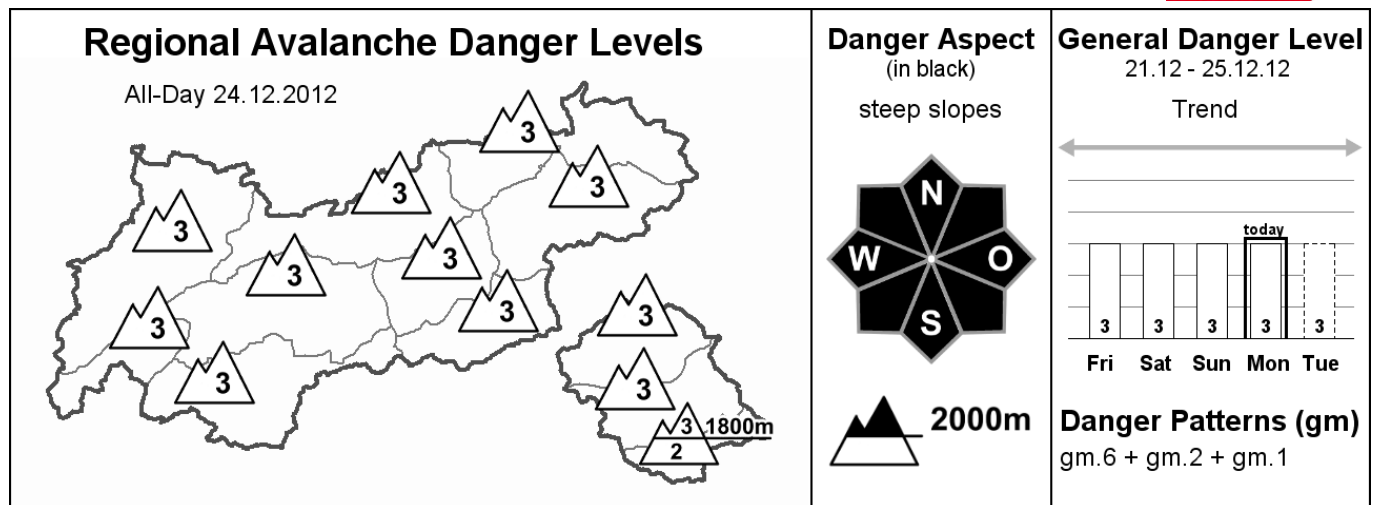 Regional Avalanche Danger Levels
All-Day 24.12.2012
3
3
3
3
3
3
3
3
3
3
3
3
3 1800m
2
Danger Aspect
(in black)
steep slopes
N
W O
S
2000m
General Danger Level
21.12 - 25.12.12
Trend
today
3 3 3 3 3
Fri Sat Sun Mon Tue
Danger Patterns (gm)
gm.6 + gm.2 + gm.1